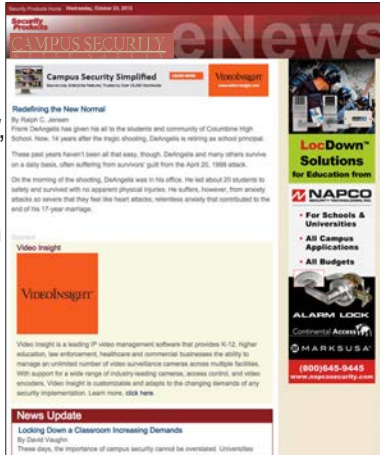 Security Products Home Wednesday, October 23, 2013
Security
Products
CAMPUS SECURITY
eNews
Campus Security Simplified
LEARN MORE
VIDEOINSIGHT
Redefining the New Normal
By Ralph C. Jensen
Frank DeAngelis has given his all to the students and community of Columbine High
School. Now, 14 years after the tragic shooting, DeAngelis is retiring as school principal.
These past years haven't been all that easy, though. DeAngelis and many others survive
on a daily basis, often suffering from survivors' guilt from the April 20, 1999 attack.
On the morning of the shooting, DeAngelis was in his office. He led about 20 students to
safety and survived with no apparent physical injuries. He suffers, however, from anxiety
attacks so severe that they feel like heart attacks; relentless anxiety that contributed to the
end of his 17-year marriage.
Video Insight
VIDEOINSIGHT
Video Insight is a leading IP video management software that provides K-12, higher
education, law enforcement, healthcare and commercial businesses the ability to
manage an unlimited number of video surveillance cameras across multiple facilities.
With support for a wide range of industry-leading cameras, access control, and video
encoders, Video Insight is customizable and adapts to the changing demands of any
security implementation. Learn more, click here.
News Update
Locking Down a Classroom Increasing Demands
By David Vaughn
These days, the importance of campus security cannot be overstated. Universities
LocDown™
Solutions
for Education from
NAPCO
• For Schools &
Universities
• All Campus
Applications
• All Budgets
ALARM LOCK
Continental Access
MARKS USA
(800)645-9445
www.napcosecurity.com